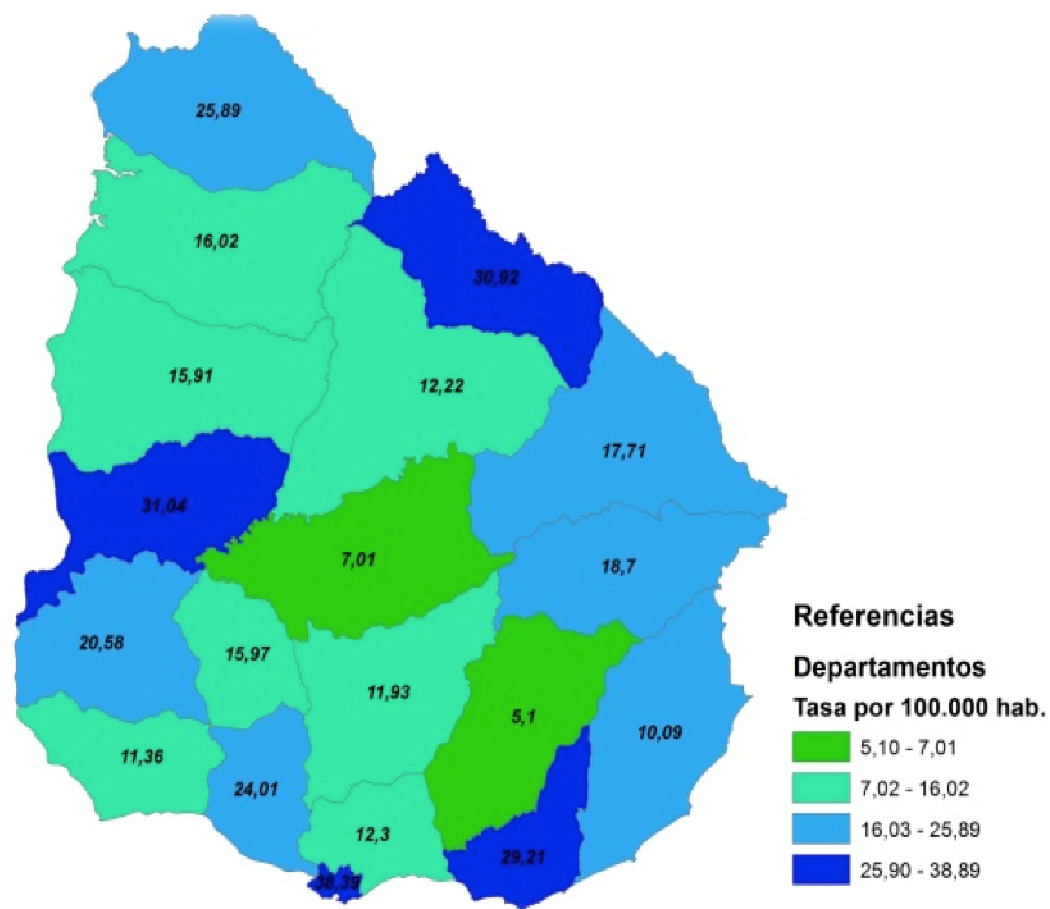 25,89
16,02
30,92
15,91
12,22
17,71
31,04
7,01
18,7
20,58
15,97
11,93
5,1
10,09
11,36
24,01
12,3
29,21
38,39
Referencias
Departamentos
Tasa por 100.000 hab.
5,10 - 7,01
7,02 - 16,02
16,03 - 25,89
25,90 - 38,89